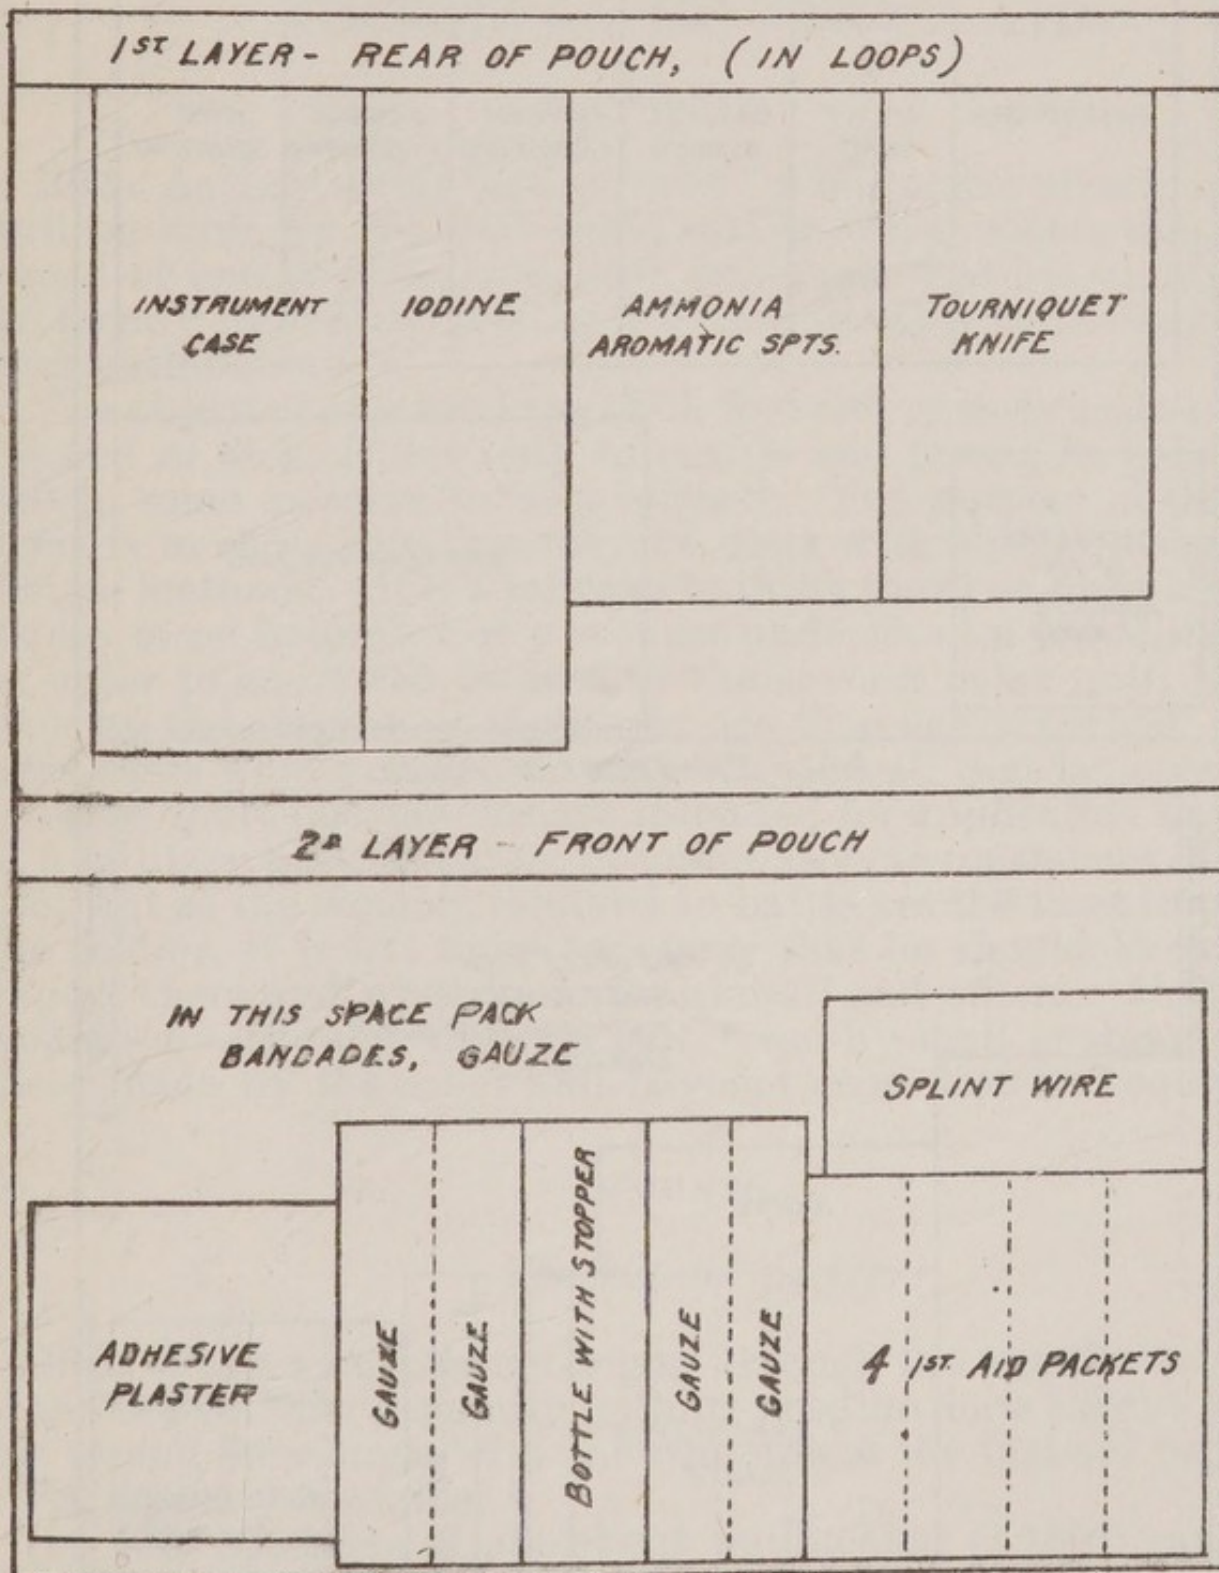 1ST LAYER - REAR OF POUCH, (IN LOOPS)
INSTRUMENT
CASE
IODINE
AMMONIA
AROMATIC SPTS.
TOURNIQUET
KNIFE
2D LAYER - FRONT OF POUCH
IN THIS SPACE PACK
BANDADES, GAUZE
SPLINT WIRE
ADHESIVE
PLASTER
GAUZE
GAUZE
BOTTLE WITH STOPPER
GAUZE
GAUZE
4 1ST. AID PACKETS